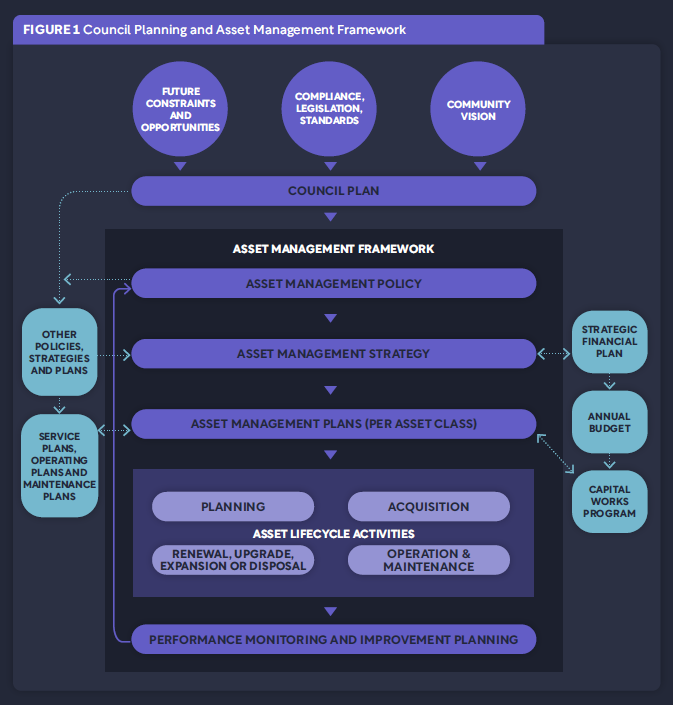 FIGURE 1 Council Planning and Asset Management Framework
FUTURE
CONSTRAINTS
AND
OPPORTUNITIES
COMPLIANCE,
LEGISLATION,
STANDARDS
COMMUNITY
VISION
COUNCIL PLAN
ASSET MANAGEMENT FRAMEWORK
ASSET MANAGEMENT POLICY
OTHER
POLICIES,
STRATEGIES
AND PLANS
ASSET MANAGEMENT STRATEGY
STRATEGIC
FINANCIAL
PLAN
ASSET MANAGEMENT PLANS (PER ASSET CLASS)
ANNUAL
BUDGET
SERVICE
PLANS,
OPERATING
PLANS AND
MAINTENANCE
PLANS
CAPITAL
WORKS
PROGRAM
PLANNING
ACQUISITION
ASSET LIFECYCLE ACTIVITIES
RENEWAL, UPGRADE,
EXPANSION OR DISPOSAL
OPERATION &
MAINTENANCE
PERFORMANCE MONITORING AND IMPROVEMENT PLANNING